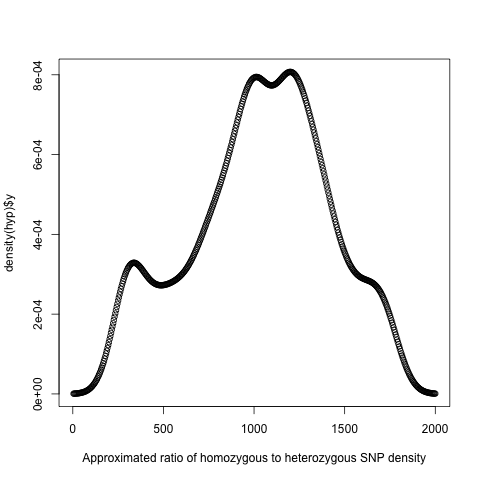 8e-04
6e-04
4e-04
2e-04
0e+00
density(hyp)$y
0 500 1000 1500 2000
Approximated ratio of homozygous to heterozygous SNP density